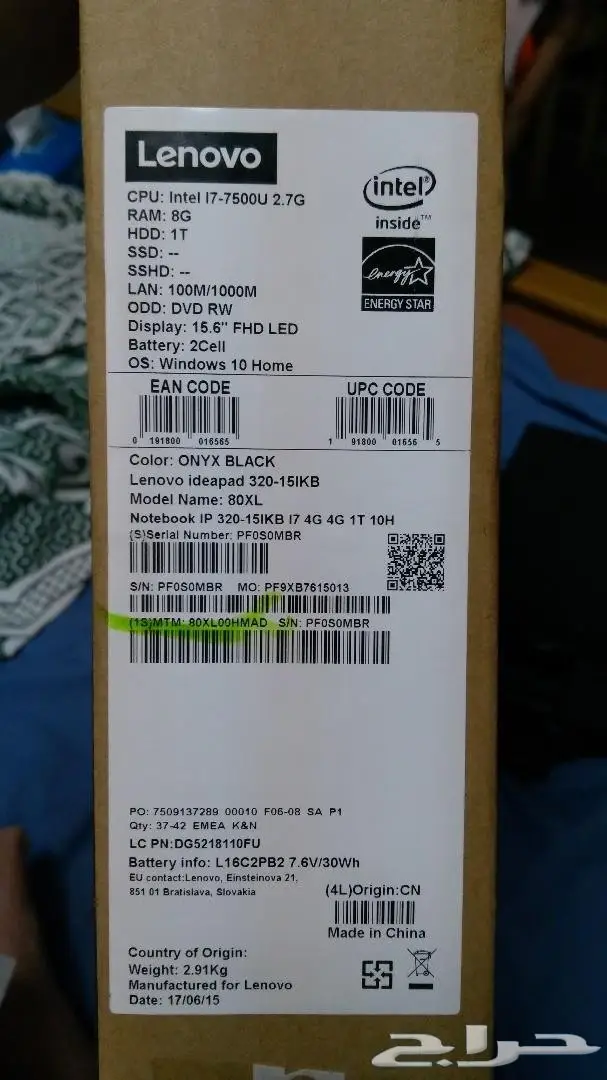 Lenovo
CPU: Intel I7-7500U 2.7G
RAM: 8G
HDD: 1T
SSD: --
SSHD: --
LAN: 100M/1000M
ODD: DVD RW
Display: 15.6" FHD LED
Battery: 2Cell
OS: Windows 10 Home
intel
inside™
energy
ENERGY STAR
EAN CODE
0 191800 016565
UPC CODE
1 91800 01656 5
Color: ONYX BLACK
Lenovo ideapad 320-15IKB
Model Name: 80XL
Notebook IP 320-15IKB I7 4G 4G 1T 10H
(S)Serial Number: PF0S0MBR
S/N: PF0S0MBR MO: PF9XB7615013
(1S)MTM: 80XL00HMAD S/N: PF0S0MBR
PO: 7509137289 00010 F06-08 SA P1
Qty: 37-42 EMEA K&N
LC PN:DG5218110FU
Battery info: L16C2PB2 7.6V/30Wh
EU contact:Lenovo, Einsteinova 21,
851 01 Bratislava, Slovakia
(4L)Origin:CN
Made in China
Country of Origin:
Weight: 2.91Kg
Manufactured for Lenovo
Date: 17/06/15
حراج